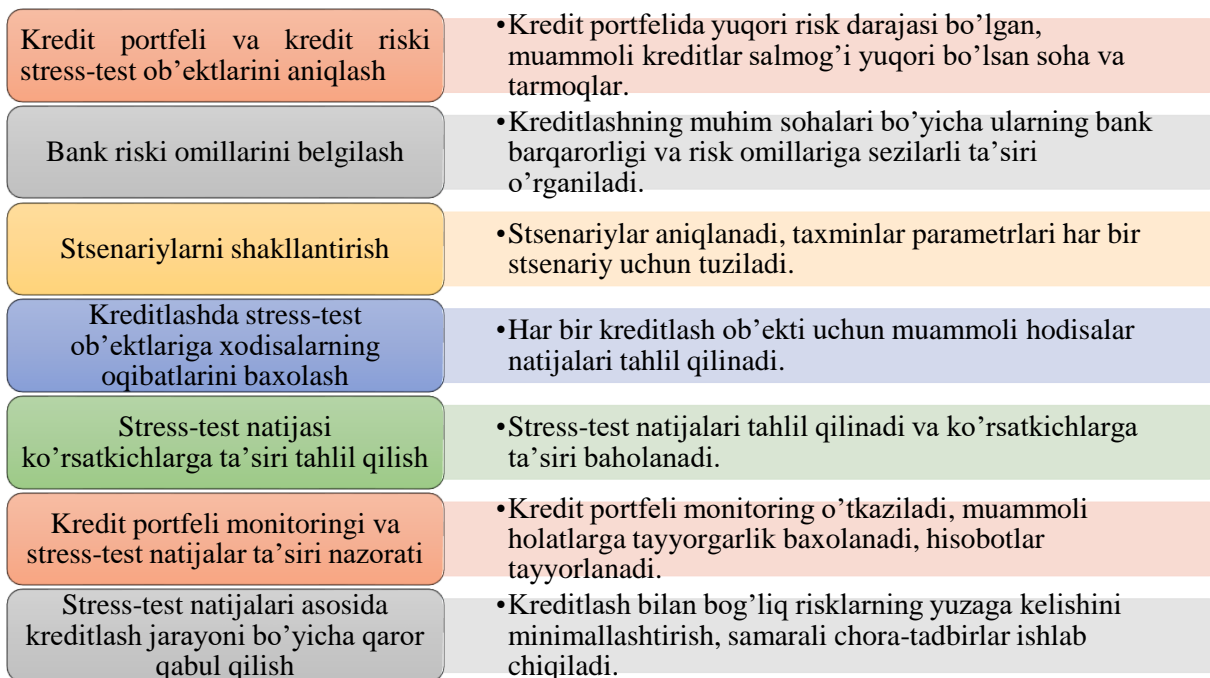 Kredit portfeli va kredit riski
stress-test ob’ektlarini aniqlash
•Kredit portfelida yuqori risk darajasi bo’lgan,
muammoli kreditlar salmog’i yuqori bo’lsan soha va
tarmoqlar.
Bank riski omillarini belgilash
•Kreditlashning muhim sohalari bo’yicha ularning bank
barqarorligi va risk omillariga sezilarli ta’siri
o’rganiladi.
Stsenariylarni shakllantirish
•Stsenariylar aniqlanadi, taxminlar parametrlari har bir
stsenariy uchun tuziladi.
Kreditlashda stress-test
ob’ektlariga xodisalarning
oqibatlarini baxolash
•Har bir kreditlash ob’ekti uchun muammoli hodisalar
natijalari tahlil qilinadi.
Stress-test natijasi
ko’rsatkichlarga ta’siri tahlil qilish
•Stress-test natijalari tahlil qilinadi va ko’rsatkichlarga
ta’siri baholanadi.
Kredit portfeli monitoringi va
stress-test natijalar ta’siri nazorati
•Kredit portfeli monitoring o’tkaziladi, muammoli
holatlarga tayyorgarlik baxolanadi, hisobotlar
tayyorlanadi.
Stress-test natijalari asosida
kreditlash jarayoni bo’yicha qaror
qabul qilish
•Kreditlash bilan bog’liq risklarning yuzaga kelishini
minimallashtirish, samarali chora-tadbirlar ishlab
chiqiladi.